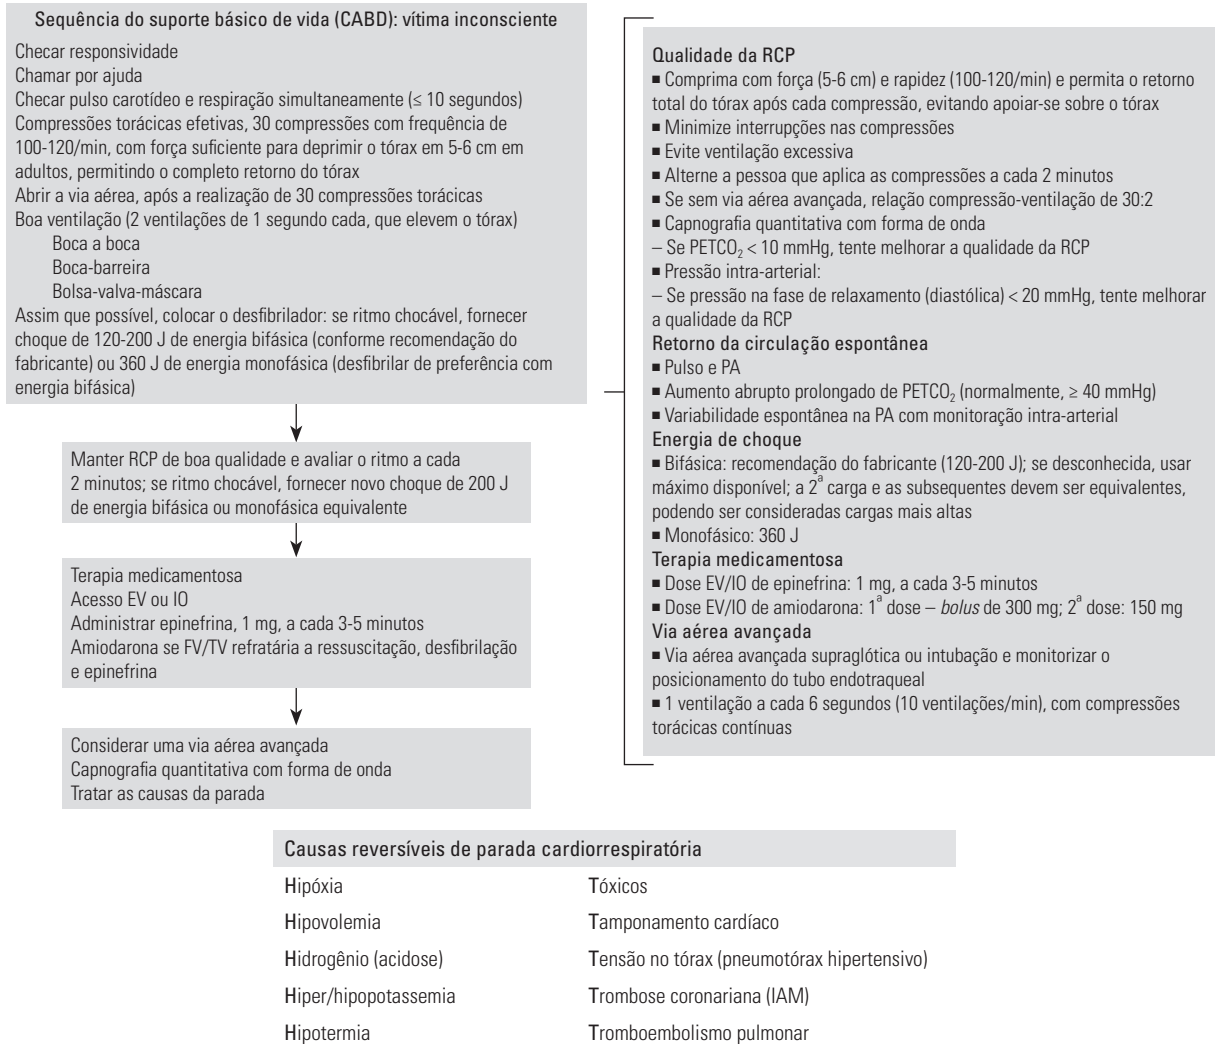 Sequência do suporte básico de vida (CABD): vítima inconsciente
Checar responsividade
Chamar por ajuda
Checar pulso carotídeo e respiração simultaneamente (≤ 10 segundos)
Compressões torácicas efetivas, 30 compressões com frequência de
100-120/min, com força suficiente para deprimir o tórax em 5-6 cm em
adultos, permitindo o completo retorno do tórax
Abrir a via aérea, após a realização de 30 compressões torácicas
Boa ventilação (2 ventilações de 1 segundo cada, que elevem o tórax)
Boca a boca
Boca-barreira
Bolsa-valva-máscara
Assim que possível, colocar o desfibrilador: se ritmo chocável, fornecer
choque de 120-200 J de energia bifásica (conforme recomendação do
fabricante) ou 360 J de energia monofásica (desfibrilar de preferência com
energia bifásica)
Manter RCP de boa qualidade e avaliar o ritmo a cada
2 minutos; se ritmo chocável, fornecer novo choque de 200 J
de energia bifásica ou monofásica equivalente
Terapia medicamentosa
Acesso EV ou IO
Administrar epinefrina, 1 mg, a cada 3-5 minutos
Amiodarona se FV/TV refratária a ressuscitação, desfibrilação
e epinefrina
Considerar uma via aérea avançada
Capnografia quantitativa com forma de onda
Tratar as causas da parada
Qualidade da RCP
■ Comprima com força (5-6 cm) e rapidez (100-120/min) e permita o retorno
total do tórax após cada compressão, evitando apoiar-se sobre o tórax
■ Minimize interrupções nas compressões
■ Evite ventilação excessiva
■ Alterne a pessoa que aplica as compressões a cada 2 minutos
■ Se sem via aérea avançada, relação compressão-ventilação de 30:2
■ Capnografia quantitativa com forma de onda
– Se PETCO₂ < 10 mmHg, tente melhorar a qualidade da RCP
■ Pressão intra-arterial:
– Se pressão na fase de relaxamento (diastólica) < 20 mmHg, tente melhorar
a qualidade da RCP
Retorno da circulação espontânea
■ Pulso e PA
■ Aumento abrupto prolongado de PETCO₂ (normalmente, ≥ 40 mmHg)
■ Variabilidade espontânea na PA com monitoração intra-arterial
Energia de choque
■ Bifásica: recomendação do fabricante (120-200 J); se desconhecida, usar
máximo disponível; a 2ª carga e as subsequentes devem ser equivalentes,
podendo ser consideradas cargas mais altas
■ Monofásico: 360 J
Terapia medicamentosa
■ Dose EV/IO de epinefrina: 1 mg, a cada 3-5 minutos
■ Dose EV/IO de amiodarona: 1ª dose – bolus de 300 mg; 2ª dose: 150 mg
Via aérea avançada
■ Via aérea avançada supraglótica ou intubação e monitorizar o
posicionamento do tubo endotraqueal
■ 1 ventilação a cada 6 segundos (10 ventilações/min), com compressões
torácicas contínuas
Causas reversíveis de parada cardiorrespiratória
Hipóxia Tóxicos
Hipovolemia Tamponamento cardíaco
Hidrogênio (acidose) Tensão no tórax (pneumotórax hipertensivo)
Hiper/hipopotassemia Trombose coronariana (IAM)
Hipotermia Tromboembolismo pulmonar